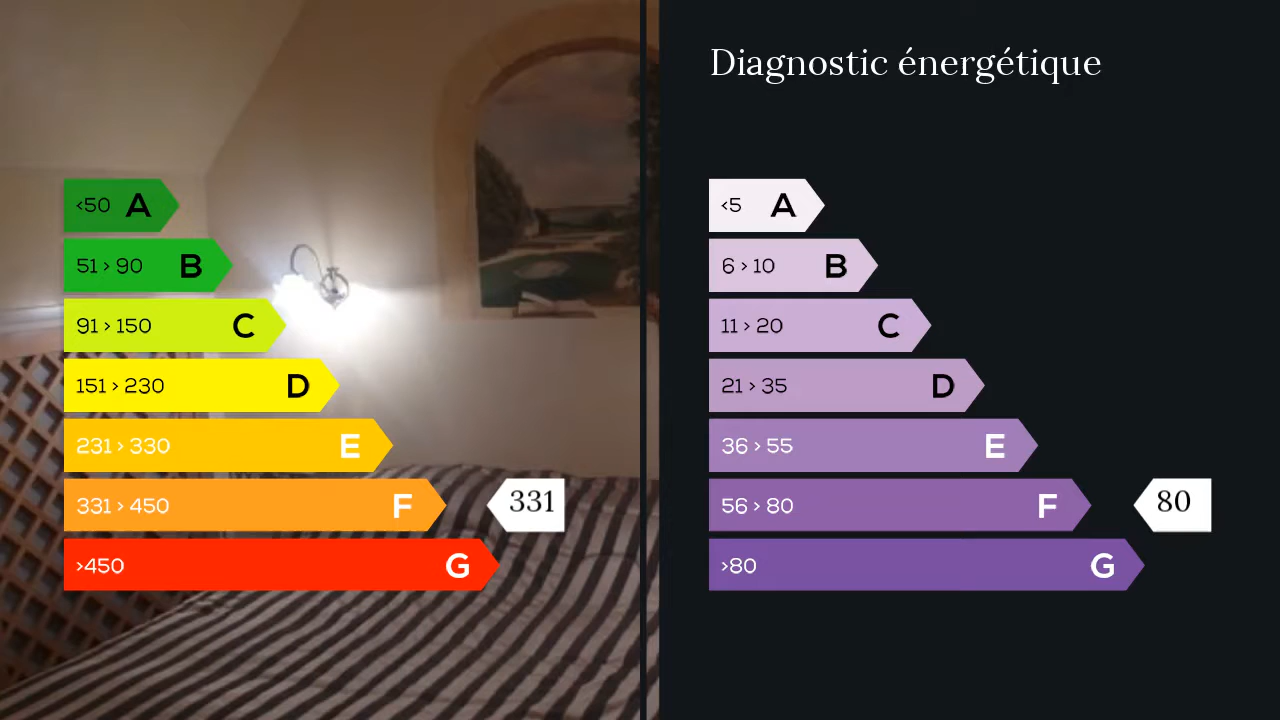 Diagnostic énergétique
<50 A
51 > 90 B
91 > 150 C
151 > 230 D
231 > 330 E
331 > 450 F
331
>450 G
<5 A
6 > 10 B
11 > 20 C
21 > 35 D
36 > 55 E
56 > 80 F
80
>80 G